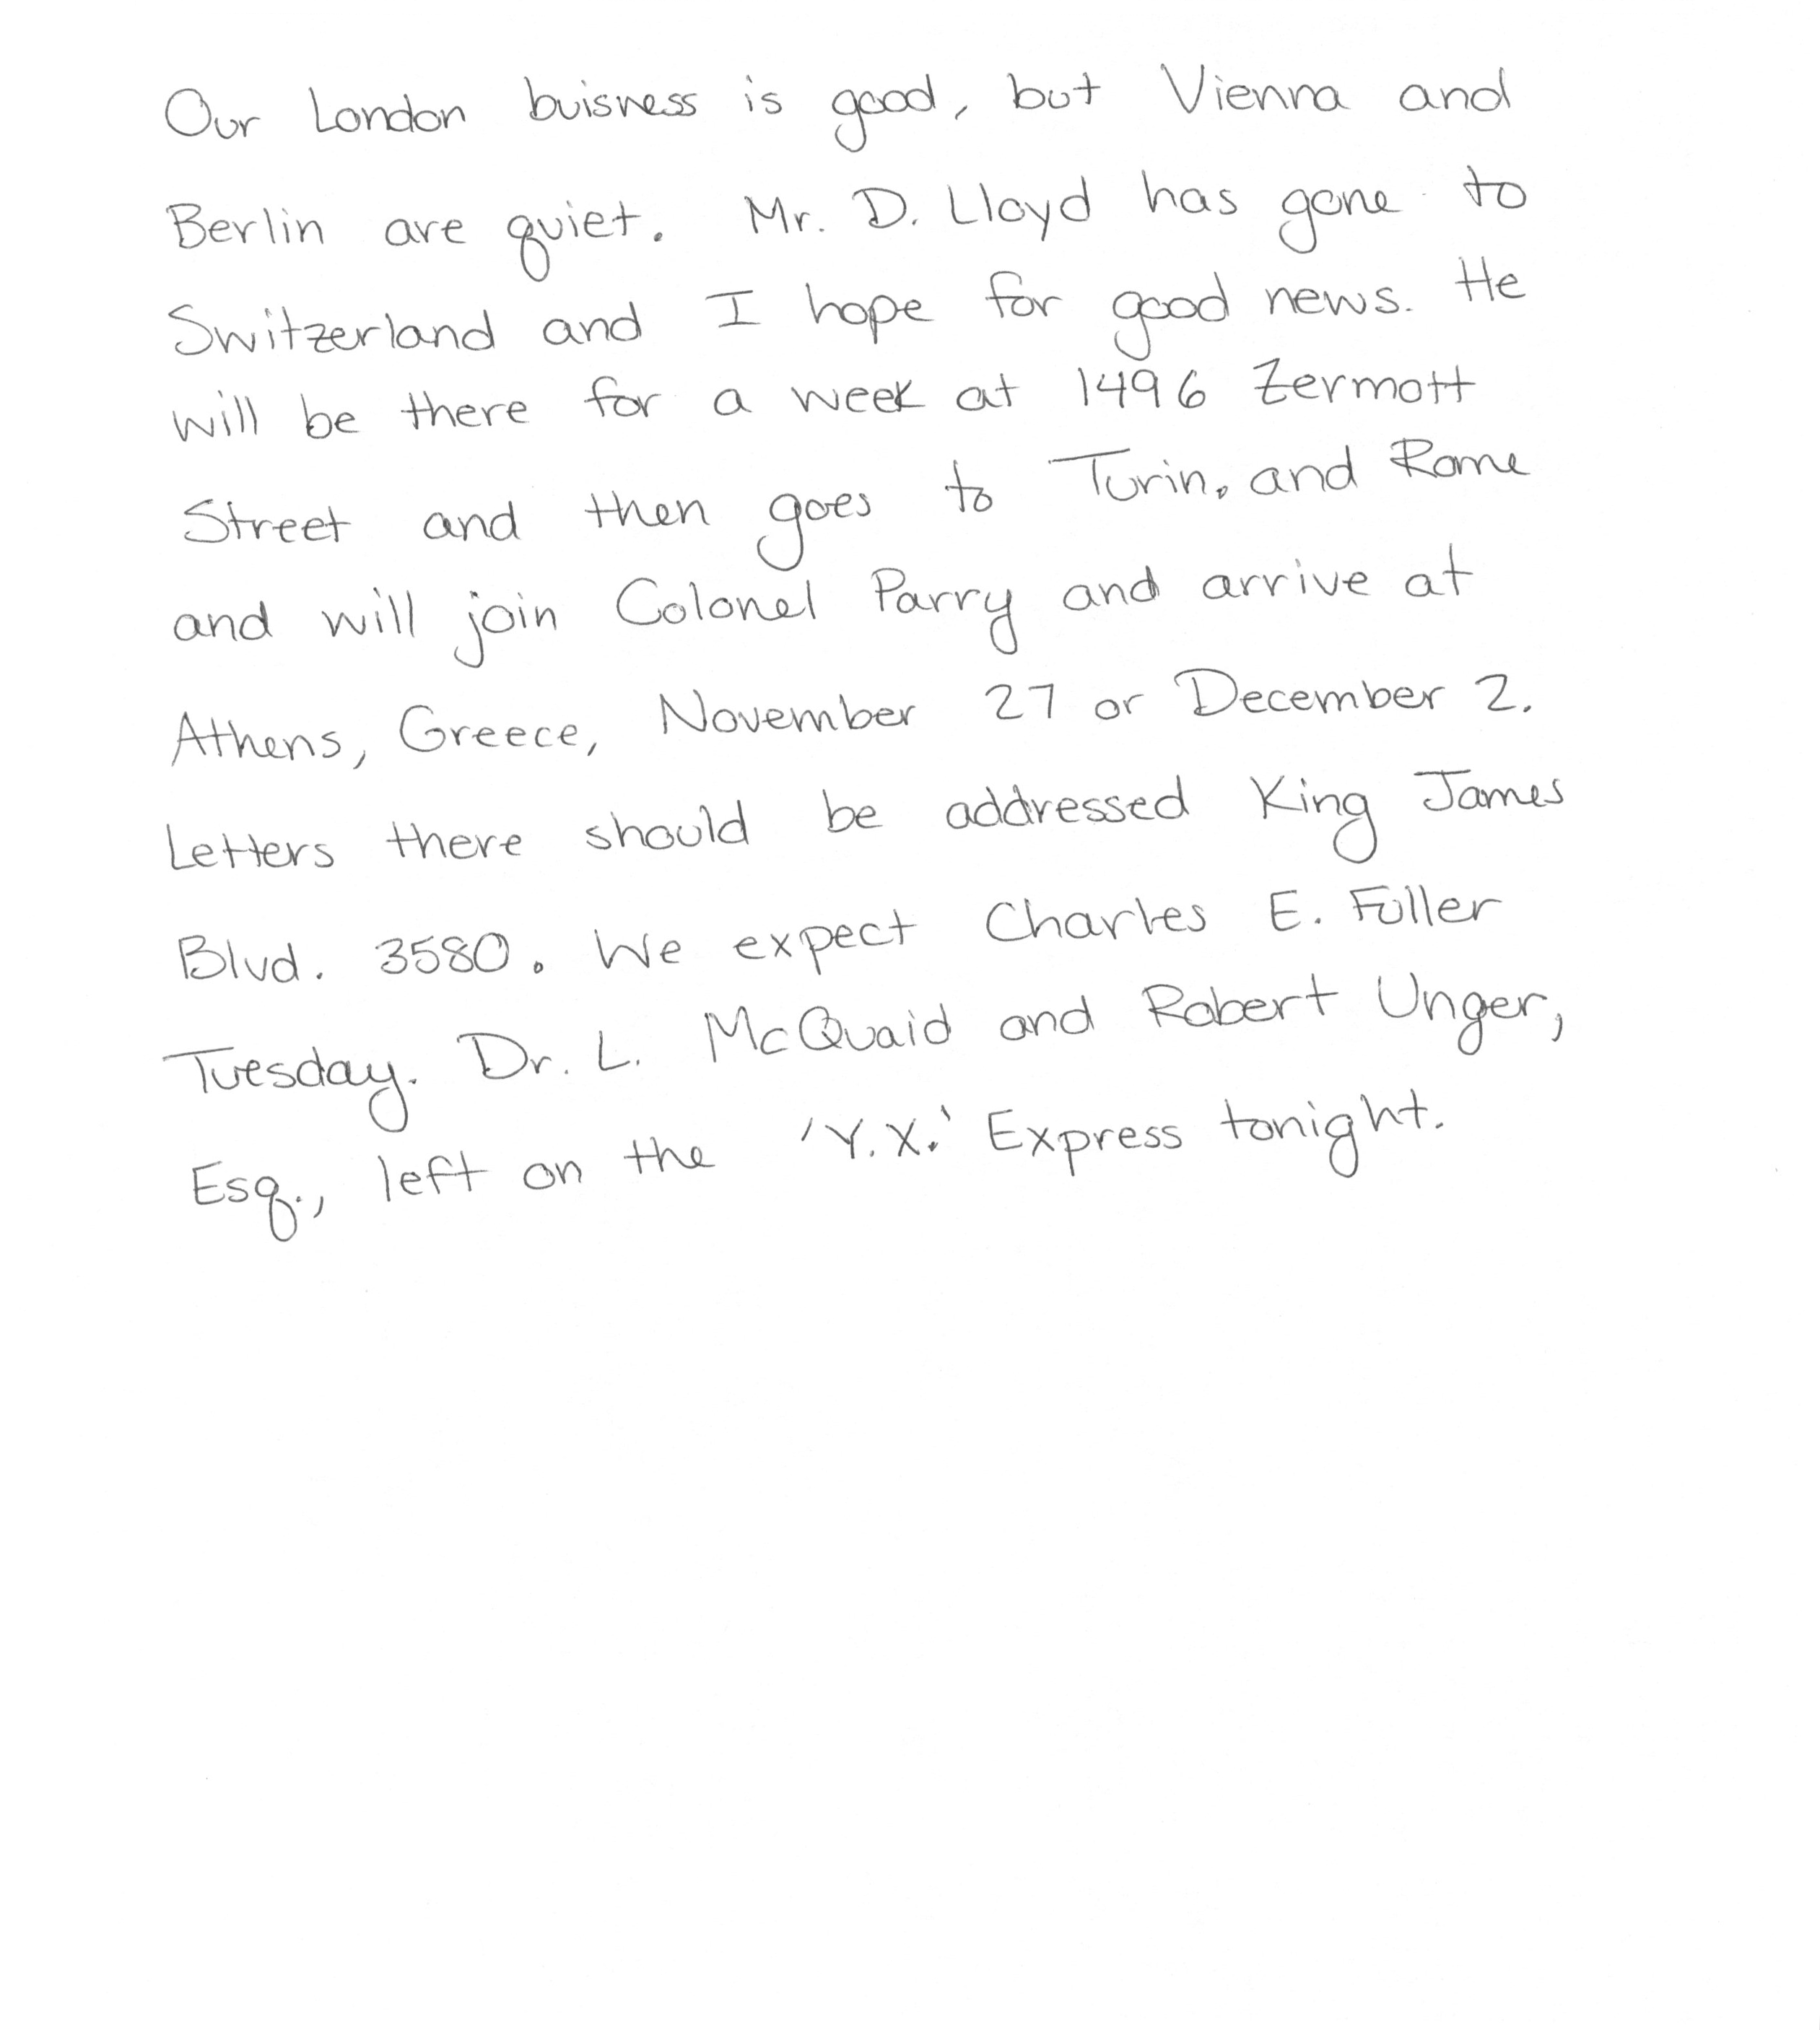 Our London buisness is good, but Vienna and
Berlin are quiet. Mr. D. Lloyd has gone to
Switzerland and I hope for good news. He
will be there for a week at 1496 Zermott
Street and then goes to Turin, and Rome
and will join Colonel Parry and arrive at
Athens, Greece, November 27 or December 2.
Letters there should be addressed King James
Blvd. 3580. We expect Charles E. Fuller
Tuesday. Dr. L. McQuaid and Robert Unger,
Esq., left on the 'Y.X.' Express tonight.